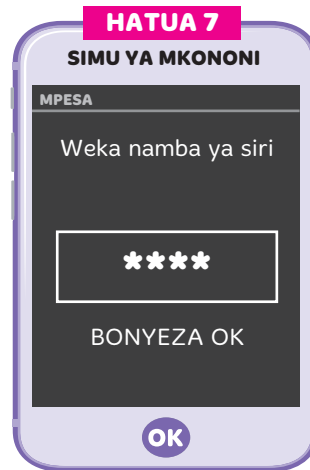 HATUA 7
SIMU YA MKONONI
MPESA
Weka namba ya siri
****
BONYEZA OK
OK